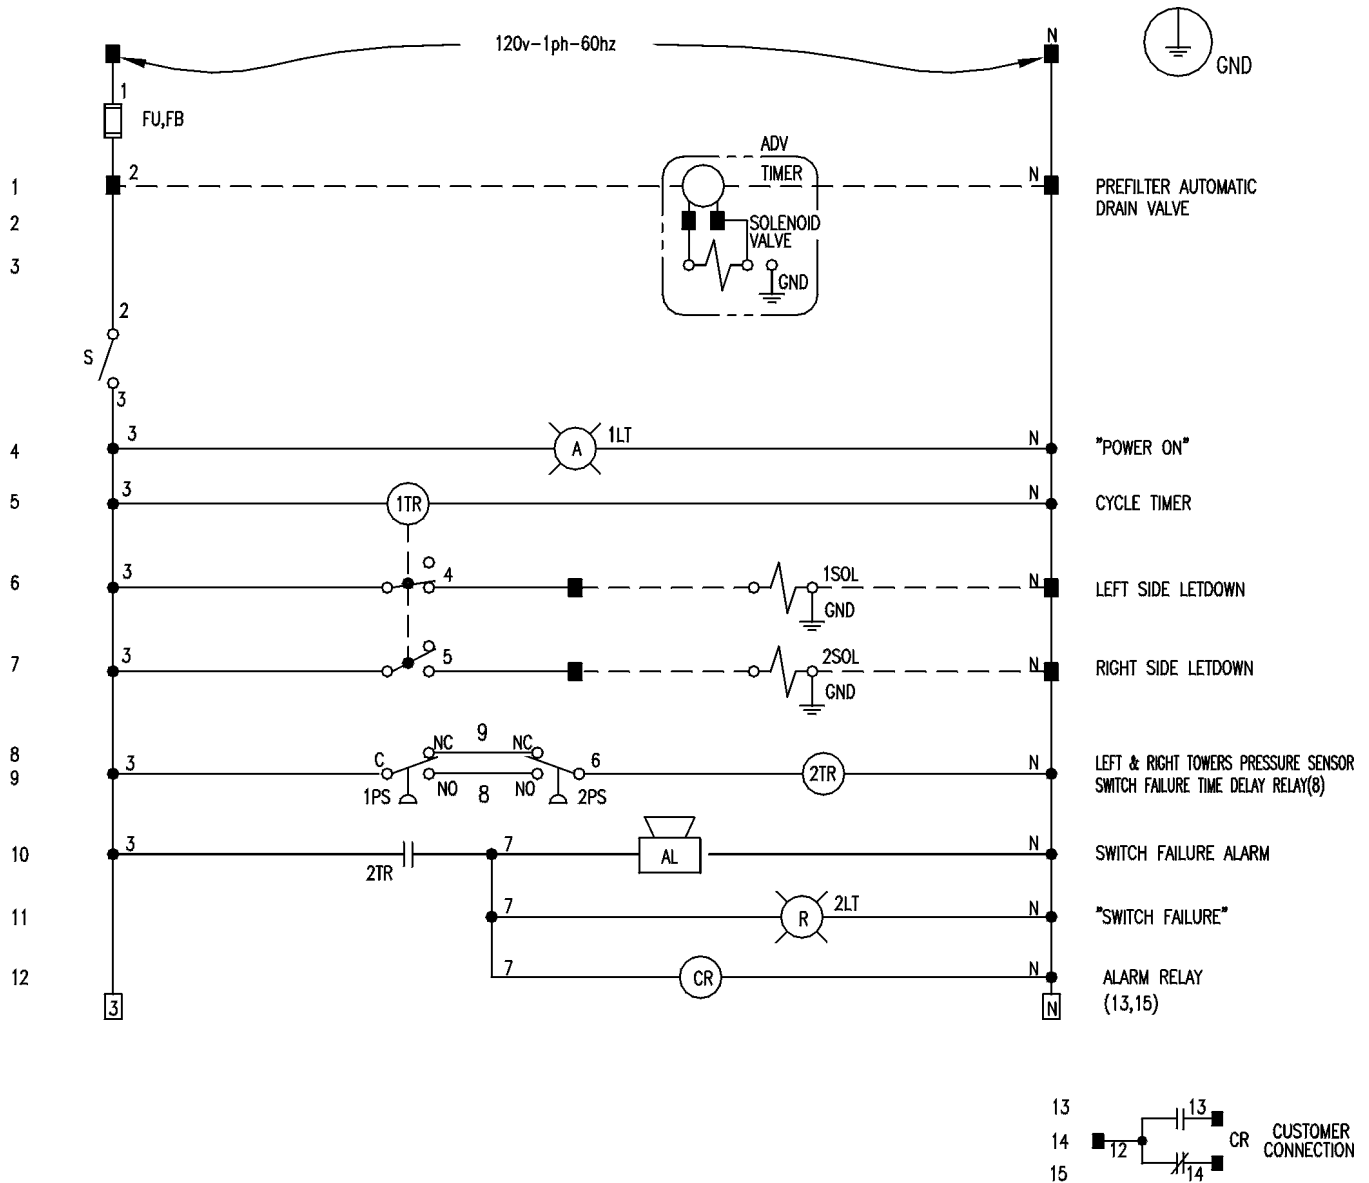 120v-1ph-60hz
N
GND
1
FU,FB
ADV
1
2
TIMER
N
PREFILTER AUTOMATIC
DRAIN VALVE
2
SOLENOID
VALVE
3
GND
2
S
3
4
3
A
1LT
N
"POWER ON"
5
3
1TR
N
CYCLE TIMER
6
3
4
1SOL
GND
N
LEFT SIDE LETDOWN
7
3
5
2SOL
GND
N
RIGHT SIDE LETDOWN
8
9
3
C
NC
9
NC
6
1PS
NO
8
NO
2PS
2TR
N
LEFT & RIGHT TOWERS PRESSURE SENSOR
SWITCH FAILURE TIME DELAY RELAY(8)
10
3
2TR
7
AL
N
SWITCH FAILURE ALARM
11
7
R
2LT
N
"SWITCH FAILURE"
12
7
CR
N
ALARM RELAY
(13,15)
3
N
13
13
14
12
CR
CUSTOMER
CONNECTION
15
14